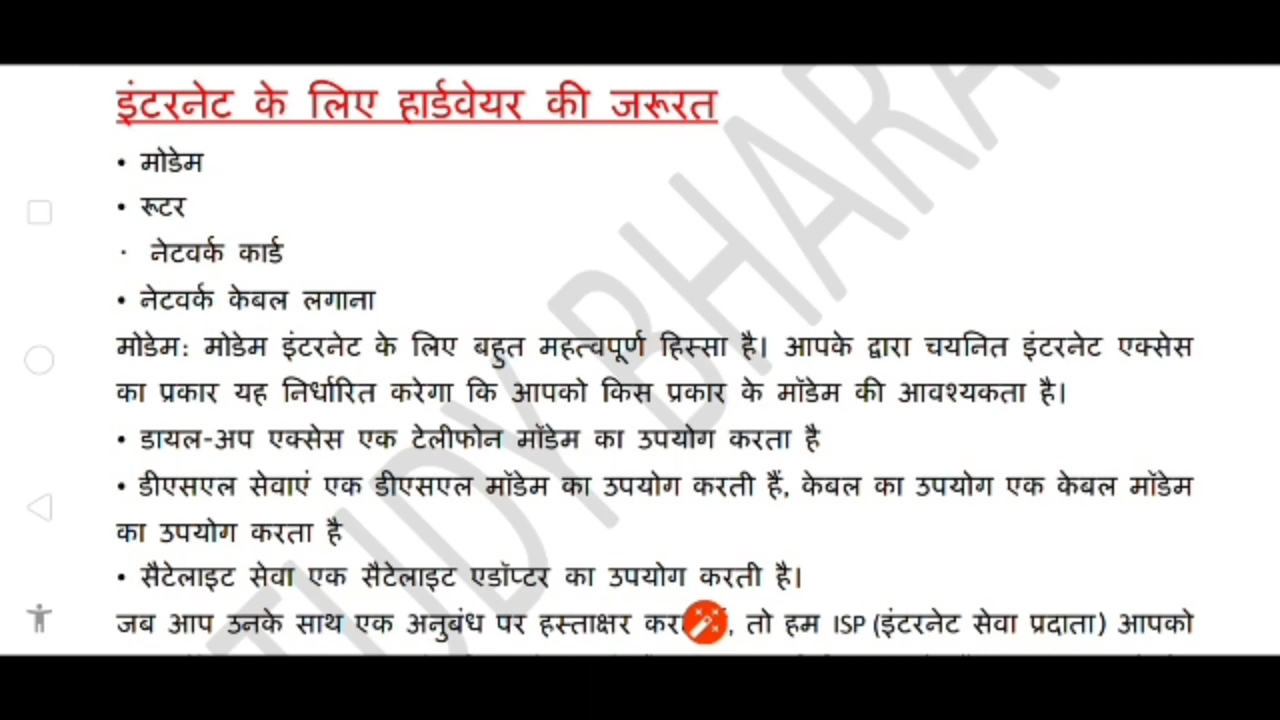 इंटरनेट के लिए हार्डवेयर की जरूरत
• मोडेम
• रूटर
· नेटवर्क कार्ड
• नेटवर्क केबल लगाना
मोडेम: मोडेम इंटरनेट के लिए बहुत महत्वपूर्ण हिस्सा है। आपके द्वारा चयनित इंटरनेट एक्सेस
का प्रकार यह निर्धारित करेगा कि आपको किस प्रकार के मॉडेम की आवश्यकता है।
• डायल-अप एक्सेस एक टेलीफोन मॉडेम का उपयोग करता है
• डीएसएल सेवाएं एक डीएसएल मॉडेम का उपयोग करती हैं, केबल का उपयोग एक केबल मॉडेम
का उपयोग करता है
• सैटेलाइट सेवा एक सैटेलाइट एडॉप्टर का उपयोग करती है।
जब आप उनके साथ एक अनुबंध पर हस्ताक्षर , तो हम ISP (इंटरनेट सेवा प्रदाता) आपको
BHARA